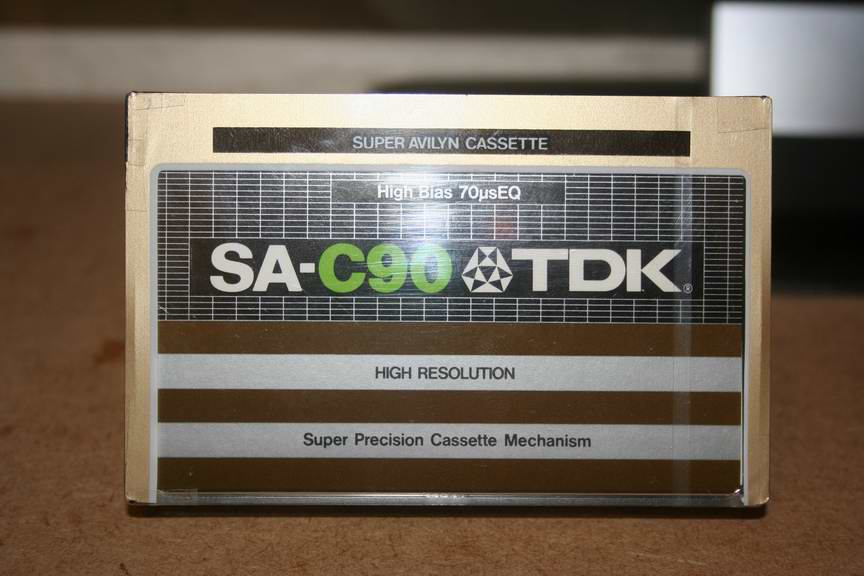 SUPER AVILYN CASSETTE
High Bias 70µsEQ
SA-C90 TDK®
HIGH RESOLUTION
Super Precision Cassette Mechanism